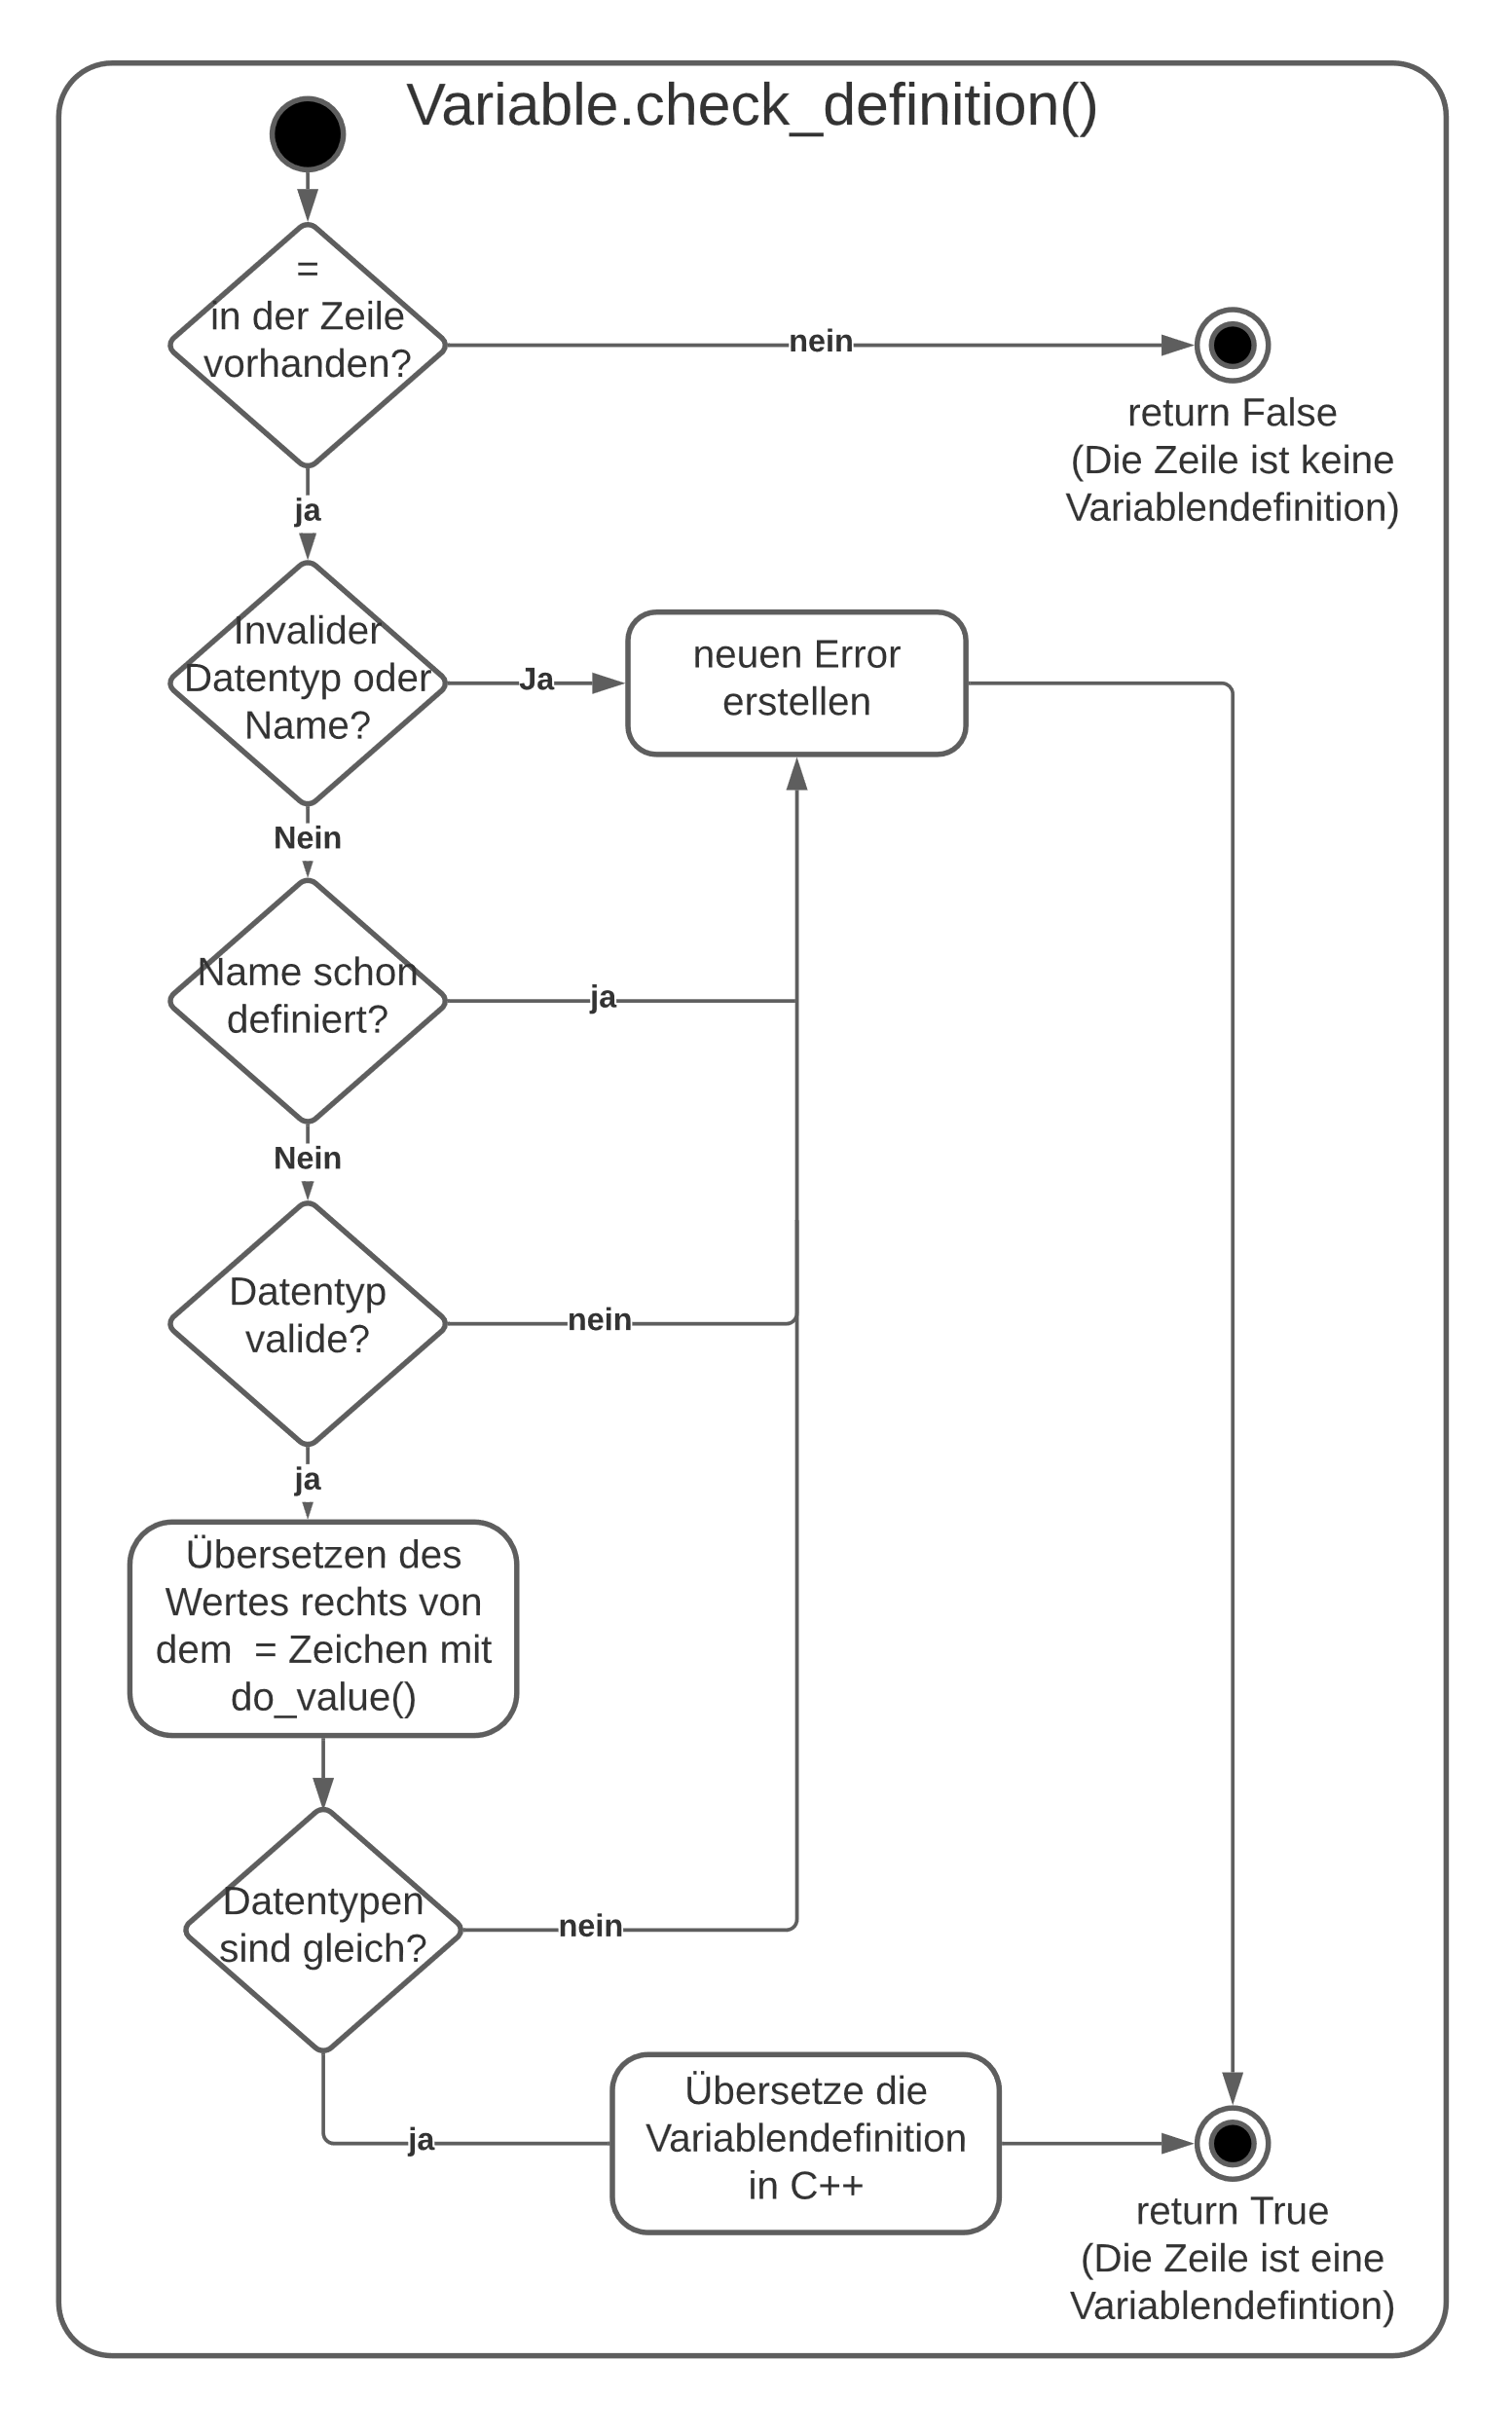 Variable.check_definition()
=
in der Zeile
vorhanden?
nein
return False
(Die Zeile ist keine
Variablendefinition)
ja
Invalider
Datentyp oder
Name?
Ja
neuen Error
erstellen
Nein
Name schon
definiert?
ja
Nein
Datentyp
valide?
nein
ja
Übersetzen des
Wertes rechts von
dem  = Zeichen mit
do_value()
Datentypen
sind gleich?
nein
ja
Übersetze die
Variablendefinition
in C++
return True
(Die Zeile ist eine
Variablendefintion)